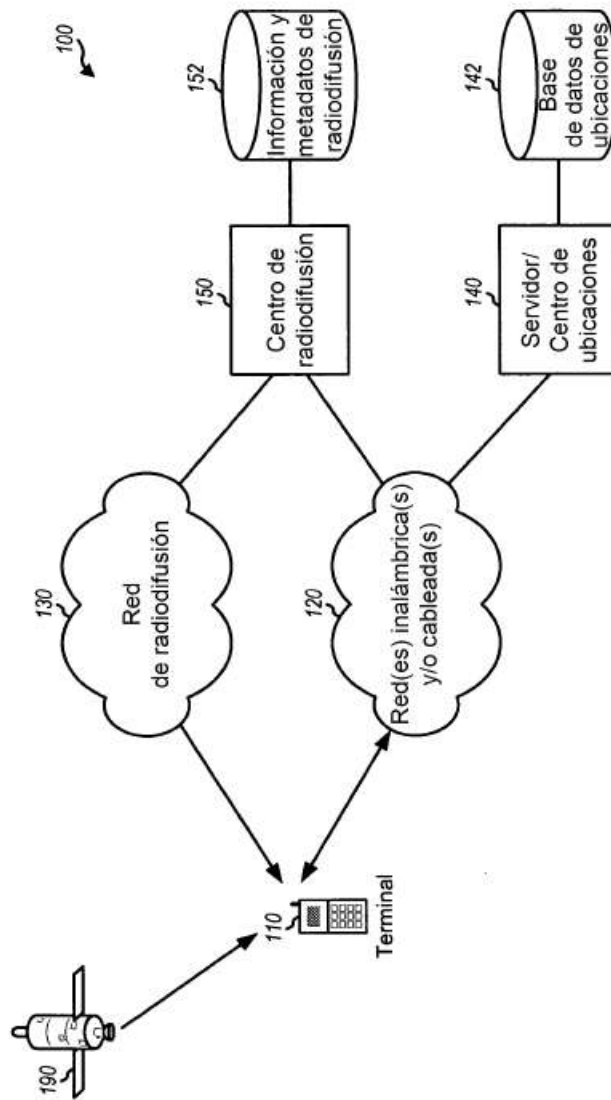 100
152
Información y
metadatos de
radiodifusión
142
Base
de datos de
ubicaciones
150
Centro de
radiodifusión
140
Servidor/
Centro de
ubicaciones
130
Red
de radiodifusión
120
Red(es) inalámbrica(s)
y/o cableada(s)
110
Terminal
190